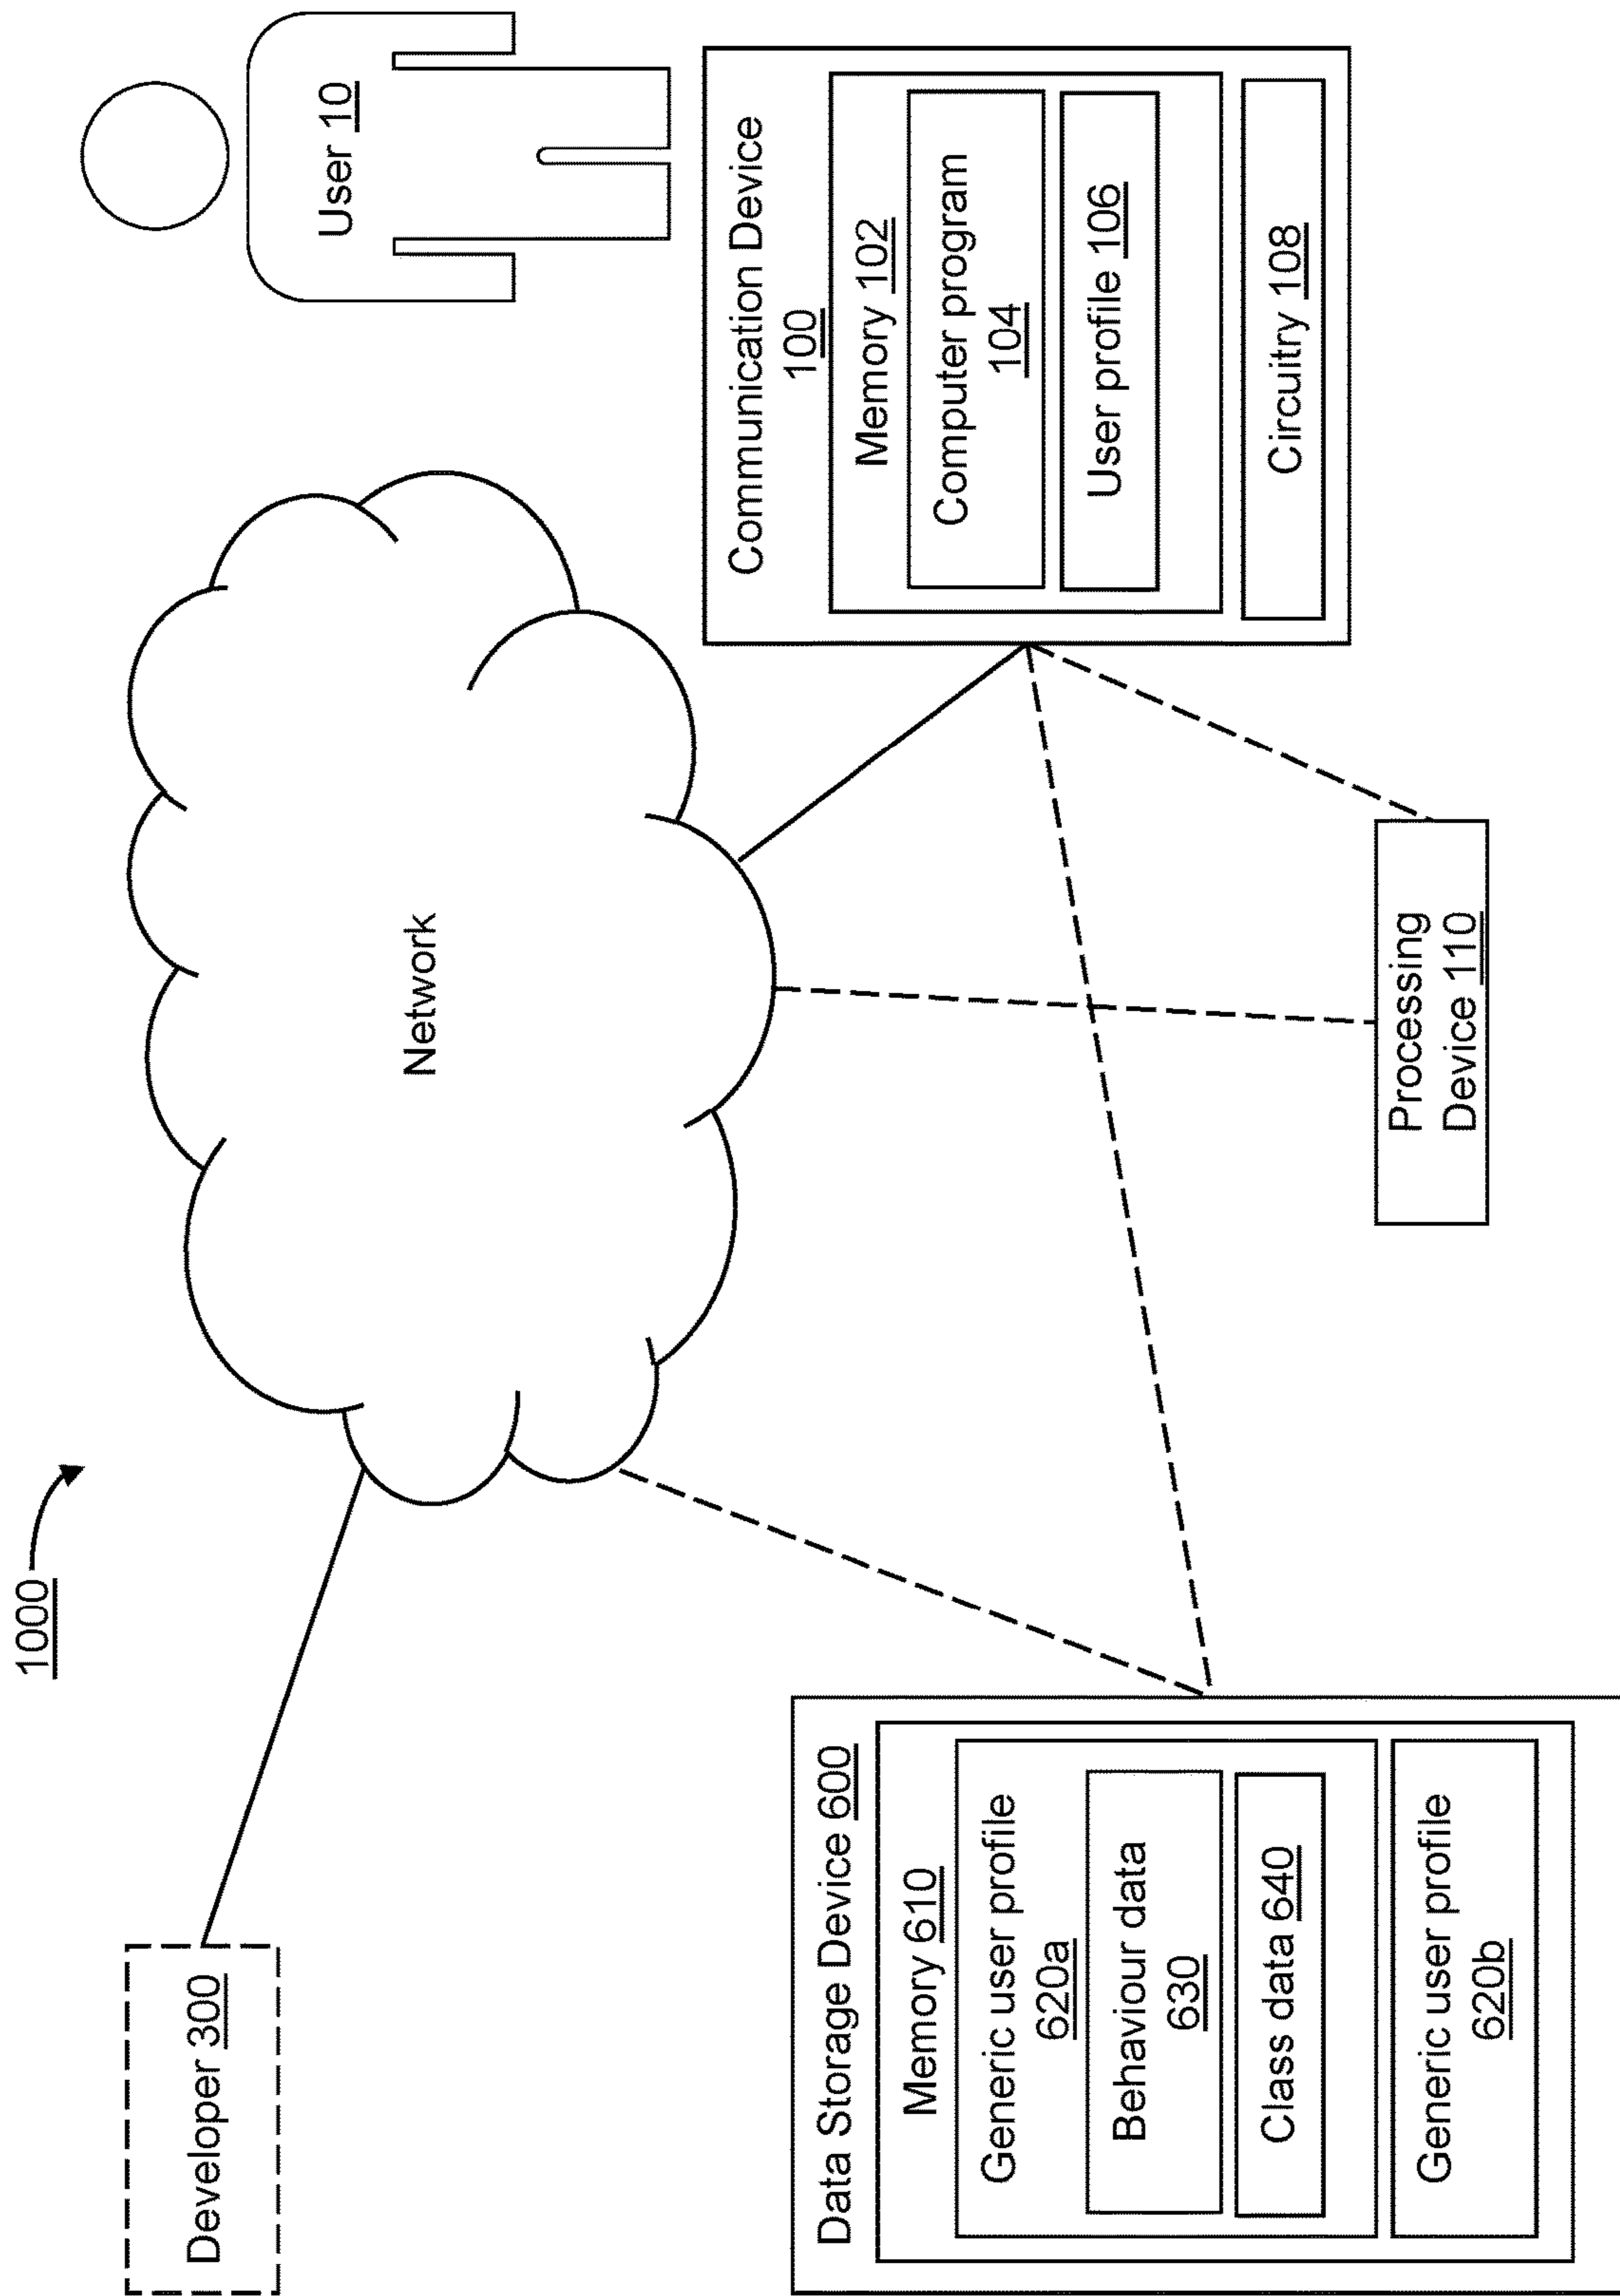 1000
Developer 300
Network
User 10
Data Storage Device 600
Memory 610
Generic user profile
620a
Behaviour data
630
Class data 640
Generic user profile
620b
Processing
Device 110
Communication Device
100
Memory 102
Computer program
104
User profile 106
Circuitry 108